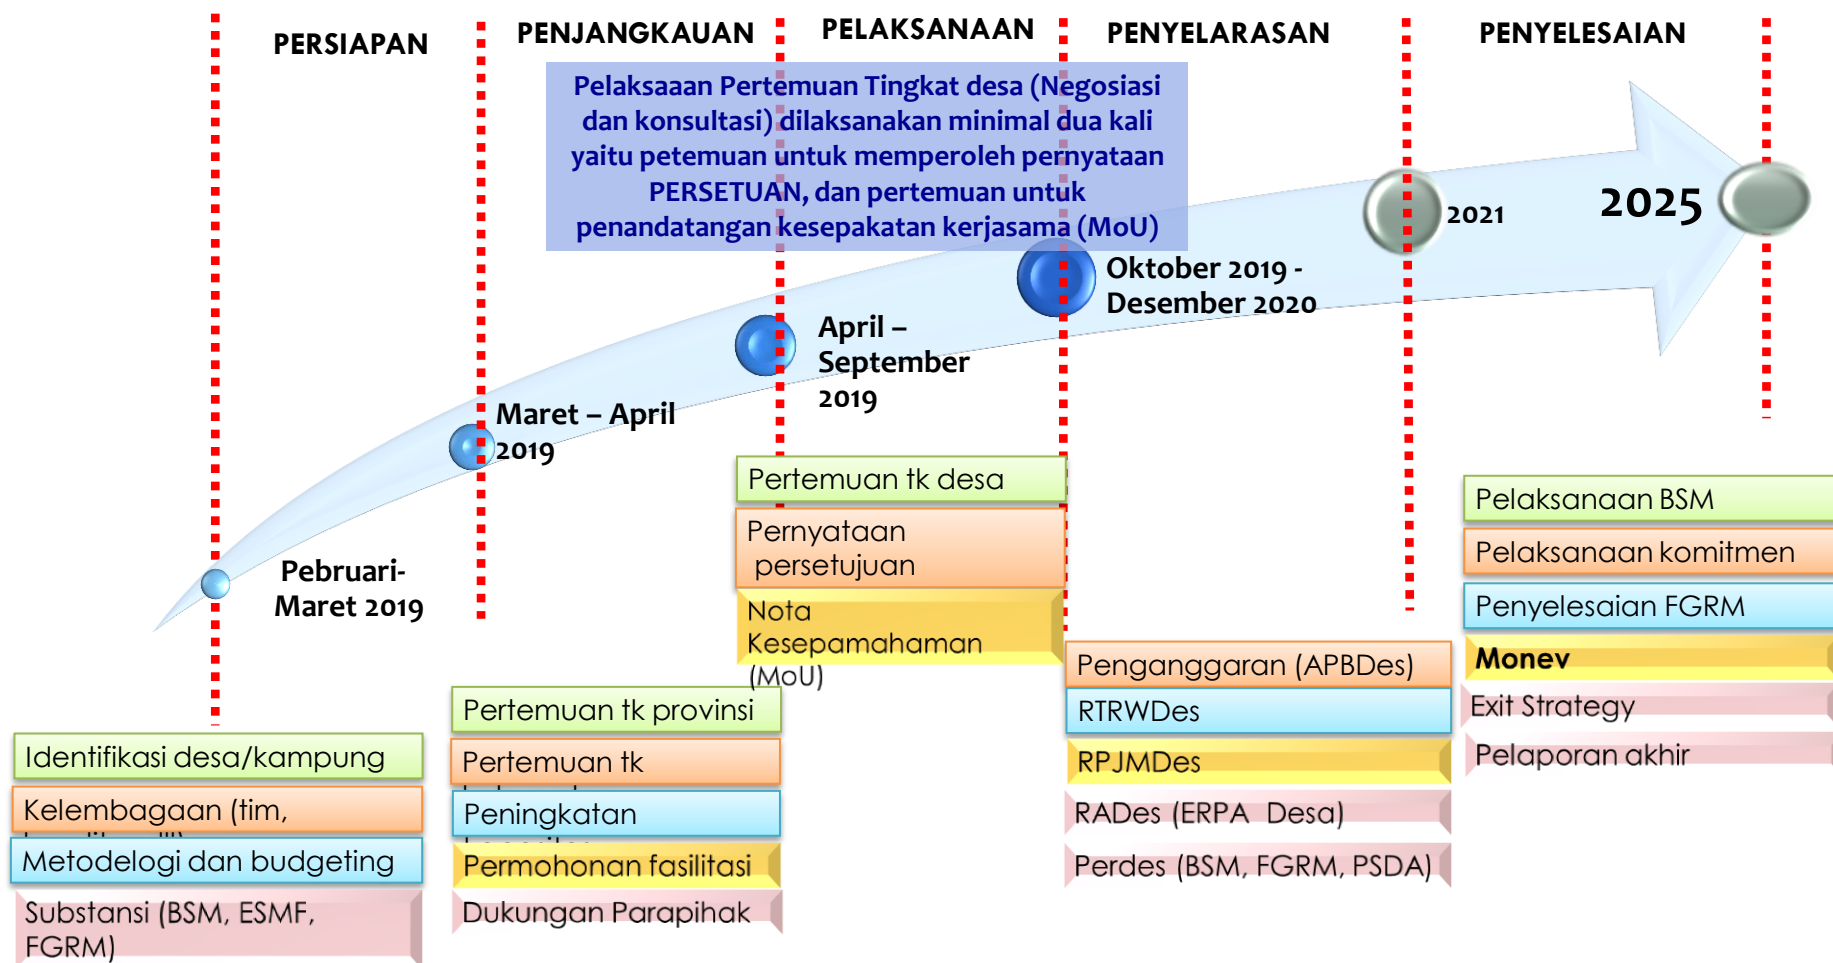 PERSIAPAN
PENJANGKAUAN
PELAKSANAAN
PENYELARASAN
PENYELESAIAN
Pelaksaaan Pertemuan Tingkat desa (Negosiasi
dan konsultasi) dilaksanakan minimal dua kali
yaitu petemuan untuk memperoleh pernyataan
PERSETUAN, dan pertemuan untuk
penandatangan kesepakatan kerjasama (MoU)
2025
2021
Oktober 2019 -
Desember 2020
April –
September
2019
Maret – April
2019
Pebruari-
Maret 2019
Identifikasi desa/kampung
Kelembagaan (tim,
Metodelogi dan budgeting
Substansi (BSM, ESMF,
FGRM)
Pertemuan tk provinsi
Pertemuan tk
Peningkatan
Permohonan fasilitasi
Dukungan Parapihak
Pertemuan tk desa
Pernyataan
persetujuan
Nota
Kesepamahaman
(MoU)
Penganggaran (APBDes)
RTRWDes
RPJMDes
RADes (ERPA Desa)
Perdes (BSM, FGRM, PSDA)
Pelaksanaan BSM
Pelaksanaan komitmen
Penyelesaian FGRM
Monev
Exit Strategy
Pelaporan akhir